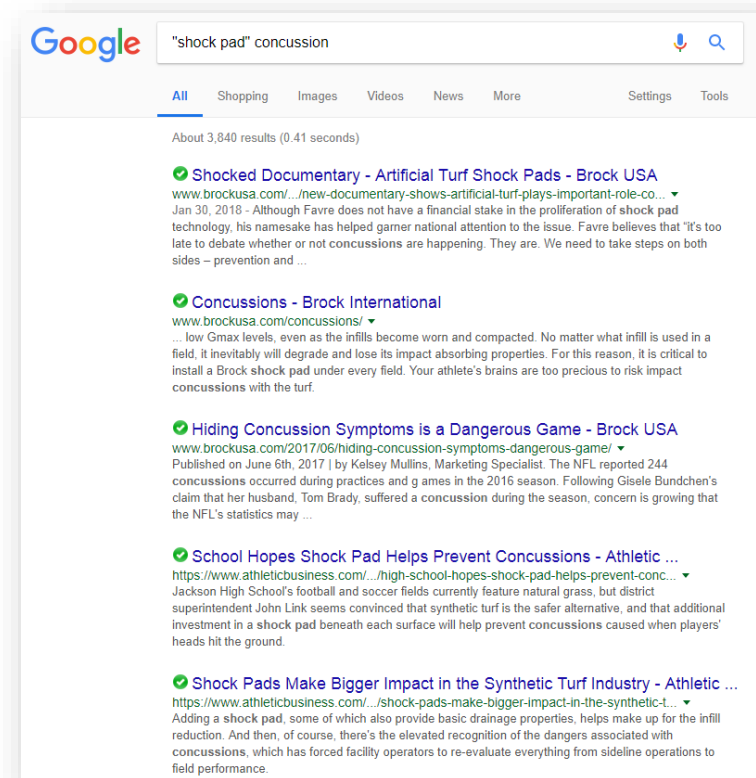 Google
"shock pad" concussion
All Shopping Images Videos News More Settings Tools
About 3,840 results (0.41 seconds)
Shocked Documentary - Artificial Turf Shock Pads - Brock USA
www.brockusa.com/.../new-documentary-shows-artificial-turf-plays-important-role-co...
Jan 30, 2018 - Although Favre does not have a financial stake in the proliferation of shock pad
technology, his namesake has helped garner national attention to the issue. Favre believes that "it's too
late to debate whether or not concussions are happening. They are. We need to take steps on both
sides – prevention and ...
Concussions - Brock International
www.brockusa.com/concussions/
... low Gmax levels, even as the infills become worn and compacted. No matter what infill is used in a
field, it inevitably will degrade and lose its impact absorbing properties. For this reason, it is critical to
install a Brock shock pad under every field. Your athlete's brains are too precious to risk impact
concussions with the turf.
Hiding Concussion Symptoms is a Dangerous Game - Brock USA
www.brockusa.com/2017/06/hiding-concussion-symptoms-dangerous-game/
Published on June 6th, 2017 | by Kelsey Mullins, Marketing Specialist. The NFL reported 244
concussions occurred during practices and g ames in the 2016 season. Following Gisele Bundchen's
claim that her husband, Tom Brady, suffered a concussion during the season, concern is growing that
the NFL's statistics may ...
School Hopes Shock Pad Helps Prevent Concussions - Athletic ...
https://www.athleticbusiness.com/.../high-school-hopes-shock-pad-helps-prevent-conc...
Jackson High School's football and soccer fields currently feature natural grass, but district
superintendent John Link seems convinced that synthetic turf is the safer alternative, and that additional
investment in a shock pad beneath each surface will help prevent concussions caused when players'
heads hit the ground.
Shock Pads Make Bigger Impact in the Synthetic Turf Industry - Athletic ...
https://www.athleticbusiness.com/.../shock-pads-make-bigger-impact-in-the-synthetic-t...
Adding a shock pad, some of which also provide basic drainage properties, helps make up for the infill
reduction. And then, of course, there's the elevated recognition of the dangers associated with
concussions, which has forced facility operators to re-evaluate everything from sideline operations to
field performance.